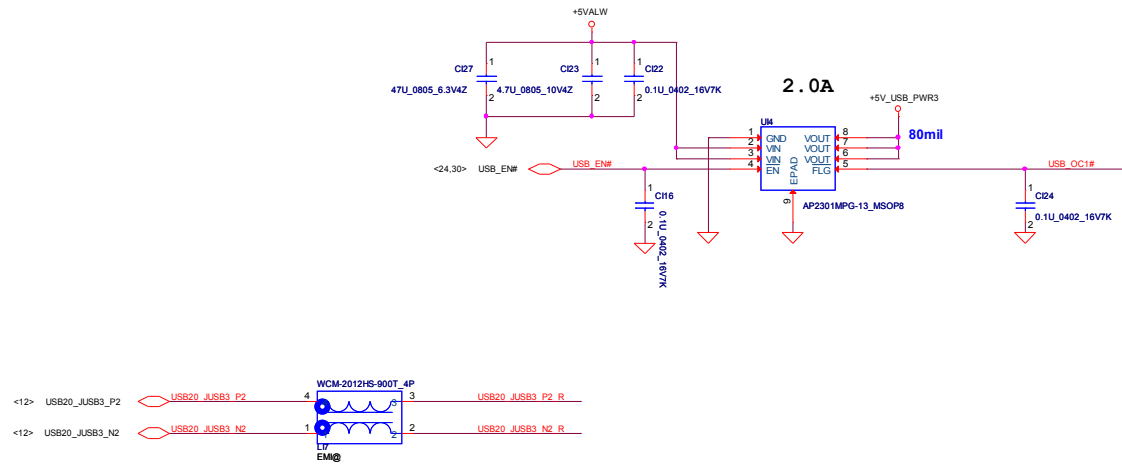 +5VALW
1
CI27
47U_0805_6.3V4Z
2
1
CI23
4.7U_0805_10V4Z
2
1
CI22
0.1U_0402_16V7K
2
2.0A
+5V_USB_PWR3
80mil
UI4
1 GND VOUT 8
2 VIN VOUT 7
3 VIN VOUT 6
4 EN FLG 5
EPAD
9
AP2301MPG-13_MSOP8
<24,30> USB_EN# USB_EN#
USB_OC1#
1
CI16
0.1U_0402_16V7K
2
1
CI24
0.1U_0402_16V7K
2
WCM-2012HS-900T_4P
<12> USB20_JUSB3_P2 USB20_JUSB3_P2 4 3 3 USB20_JUSB3_P2_R
<12> USB20_JUSB3_N2 USB20_JUSB3_N2 1 2 2 USB20_JUSB3_N2_R
LI7
EMI@